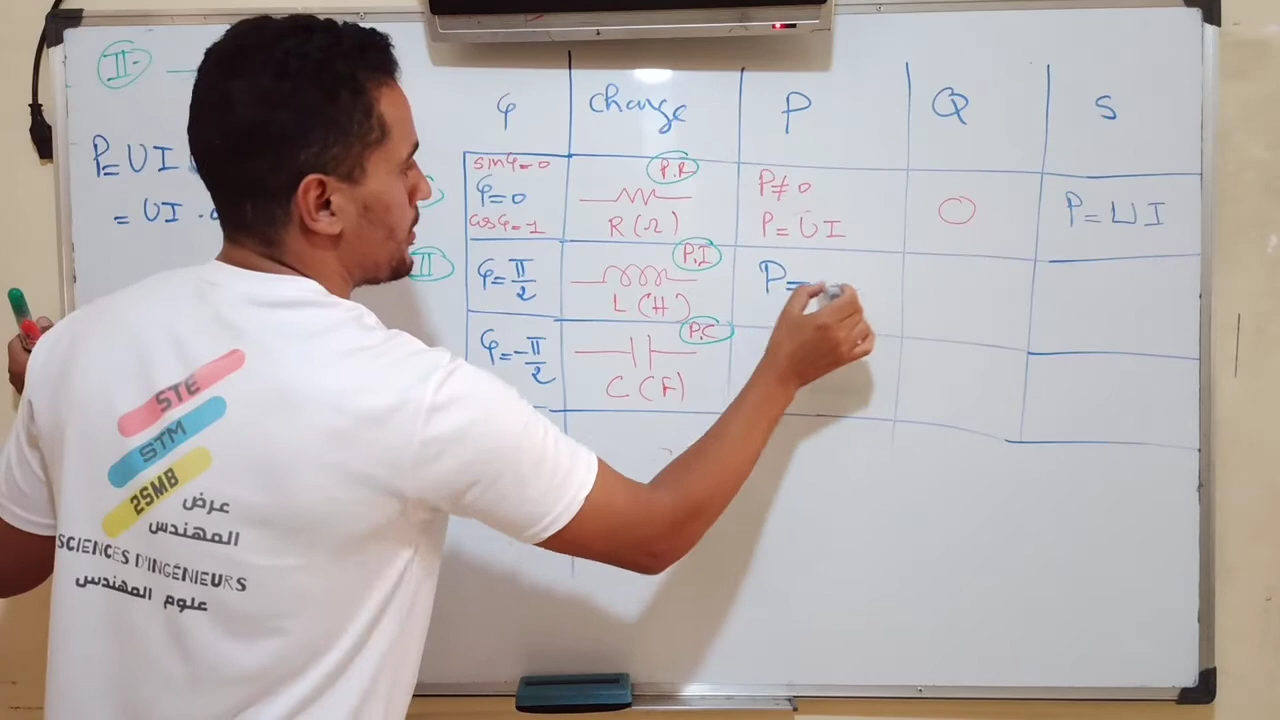 II-
P=UI
= UI .
φ
charge
P
Q
S
sinφ=0
φ=0
cosφ=1
P.R
R(Ω)
P≠0
P=UI
0
P=UI
II
φ=π/2
P.I
L(H)
P=
φ=-π/2
P.C
C(F)
STE
STM
2SMB
عرض
المهندس
SCIENCES D'INGÉNIEURS
علوم المهندس